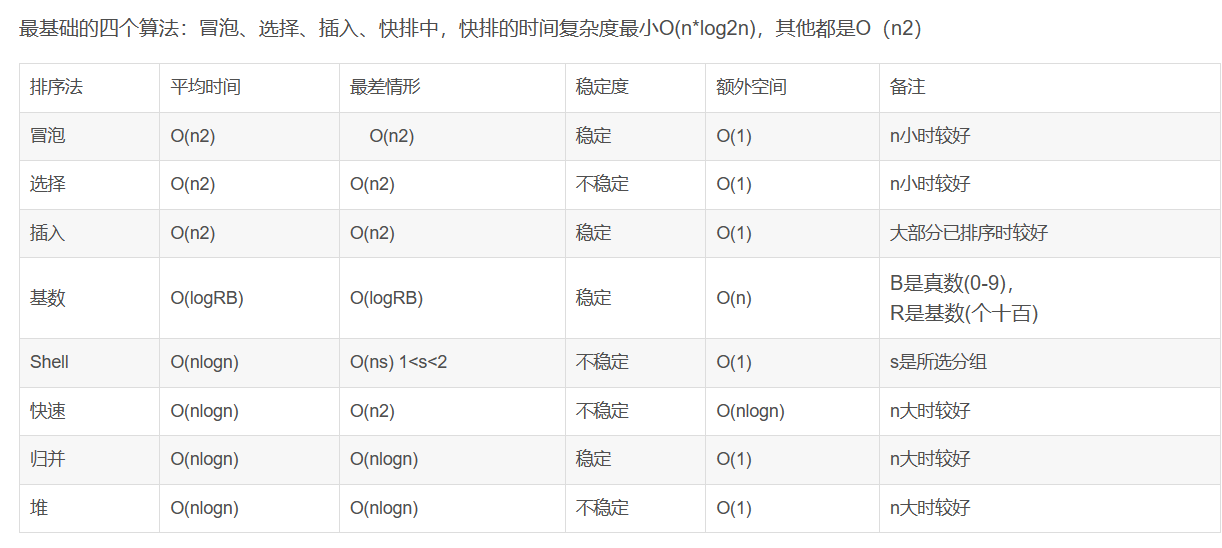 最基础的四个算法：冒泡、选择、插入、快排中，快排的时间复杂度最小O(n*log2n)，其他都是O（n2）
排序法 平均时间 最差情形 稳定度 额外空间 备注
冒泡 O(n2) O(n2) 稳定 O(1) n小时较好
选择 O(n2) O(n2) 不稳定 O(1) n小时较好
插入 O(n2) O(n2) 稳定 O(1) 大部分已排序时较好
基数 O(logRB) O(logRB) 稳定 O(n) B是真数(0-9)，
R是基数(个十百)
Shell O(nlogn) O(ns) 1<s<2 不稳定 O(1) s是所选分组
快速 O(nlogn) O(n2) 不稳定 O(nlogn) n大时较好
归并 O(nlogn) O(nlogn) 稳定 O(1) n大时较好
堆 O(nlogn) O(nlogn) 不稳定 O(1) n大时较好